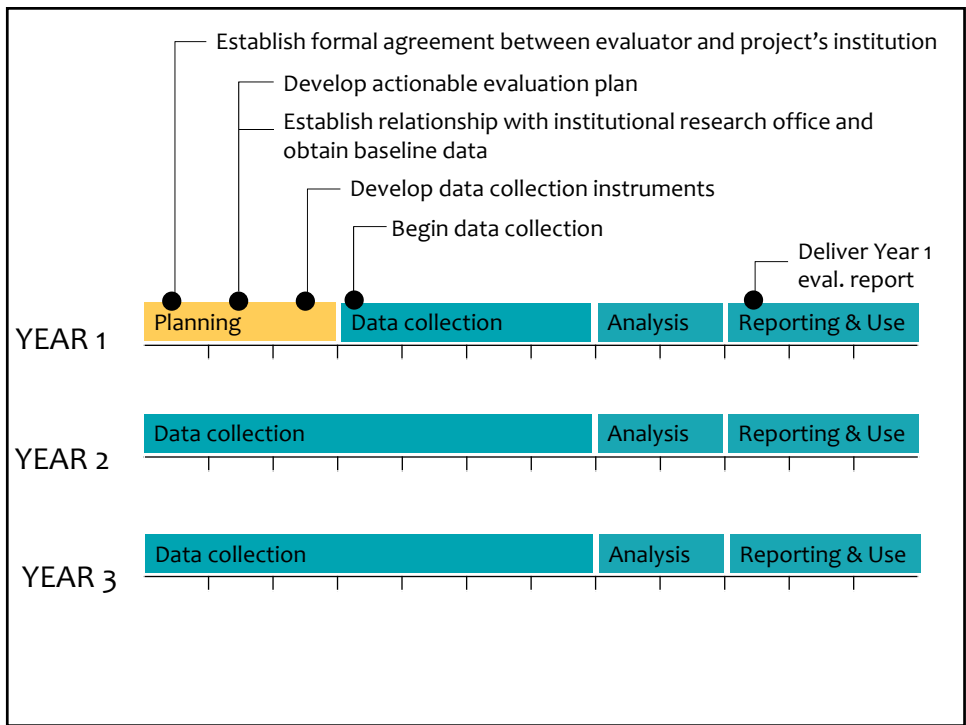 Establish formal agreement between evaluator and project's institution
Develop actionable evaluation plan
Establish relationship with institutional research office and
obtain baseline data
Develop data collection instruments
Begin data collection
Deliver Year 1
eval. report
YEAR 1
Planning
Data collection
Analysis
Reporting & Use
YEAR 2
Data collection
Analysis
Reporting & Use
YEAR 3
Data collection
Analysis
Reporting & Use